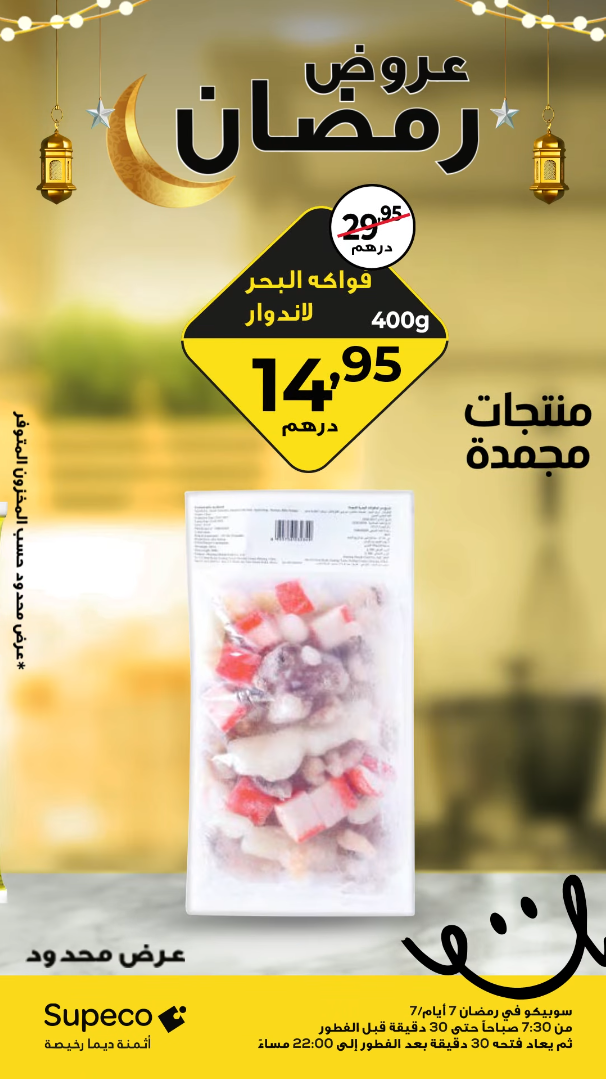 عروض
رمضان
29,95
درهم
فواكه البحر
لاندوار
400g
14,95
درهم
منتجات
مجمدة
*عرض محدود حسب المخزون المتوفر
عرض محدود
Supeco
أثمنة ديما رخيصة
سوبيكو في رمضان 7 أيام/7
من 7:30 صباحاً حتى 30 دقيقة قبل الفطور
ثم يعاد فتحه 30 دقيقة بعد الفطور إلى 22:00 مساءً